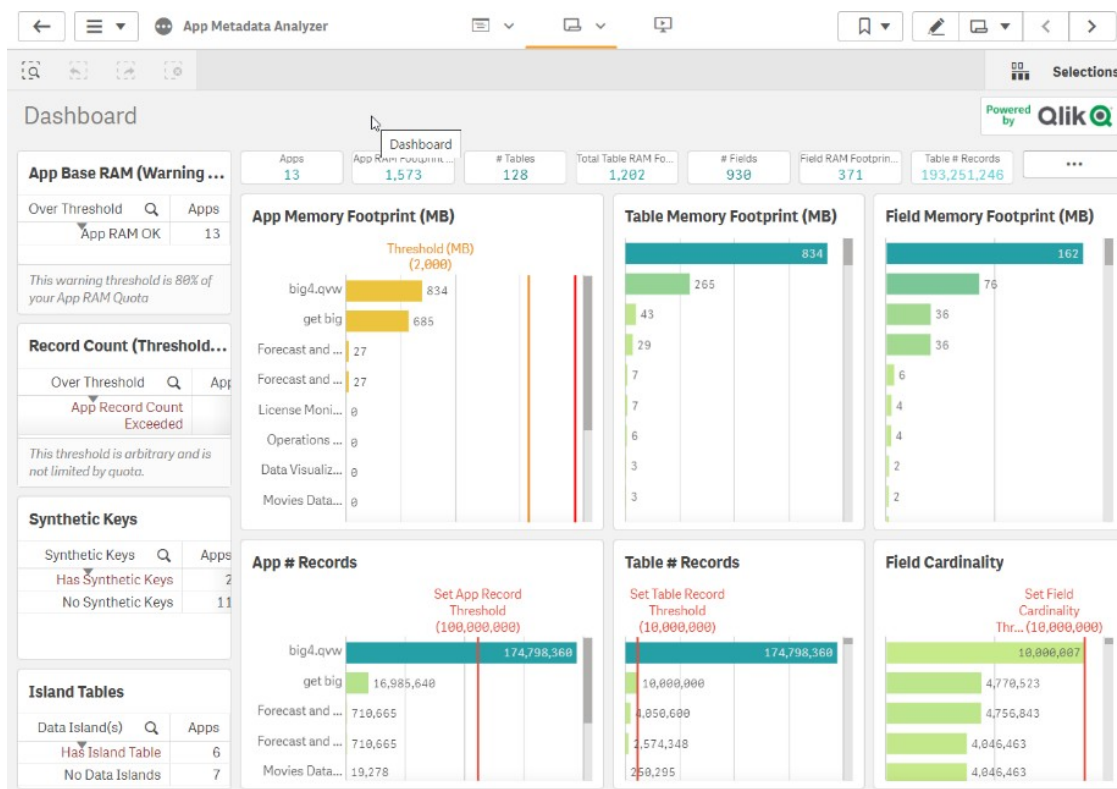 App Metadata Analyzer
Selections
Dashboard
Powered by Qlik
Dashboard
App Base RAM (Warning ...
Over Threshold Apps
App RAM OK 13
This warning threshold is 80% of
your App RAM Quota
Record Count (Threshold...
Over Threshold App
App Record Count
Exceeded
This threshold is arbitrary and is
not limited by quota.
Synthetic Keys
Synthetic Keys Apps
Has Synthetic Keys 2
No Synthetic Keys 11
Island Tables
Data Island(s) Apps
Has Island Table 6
No Data Islands 7
Apps
13
App RAM Footprint ...
1,573
# Tables
128
Total Table RAM Fo...
1,202
# Fields
930
Field RAM Footprin...
371
Table # Records
193,251,246
...
App Memory Footprint (MB)
Threshold (MB)
(2,000)
big4.qvw 834
get big 685
Forecast and ... 27
Forecast and ... 27
License Moni... 0
Operations ... 0
Data Visualiz... 0
Movies Data... 0
Table Memory Footprint (MB)
834
265
43
29
7
7
6
3
3
Field Memory Footprint (MB)
162
76
36
36
6
4
4
2
2
App # Records
Set App Record
Threshold
(100,000,000)
big4.qvw 174,798,360
get big 16,985,640
Forecast and ... 710,665
Forecast and ... 710,665
Movies Data... 19,278
Table # Records
Set Table Record
Threshold
(10,000,000)
174,798,360
10,000,000
4,050,600
2,574,348
250,295
Field Cardinality
Set Field
Cardinality
Thr... (10,000,000)
10,000,007
4,770,523
4,756,843
4,046,463
4,046,463